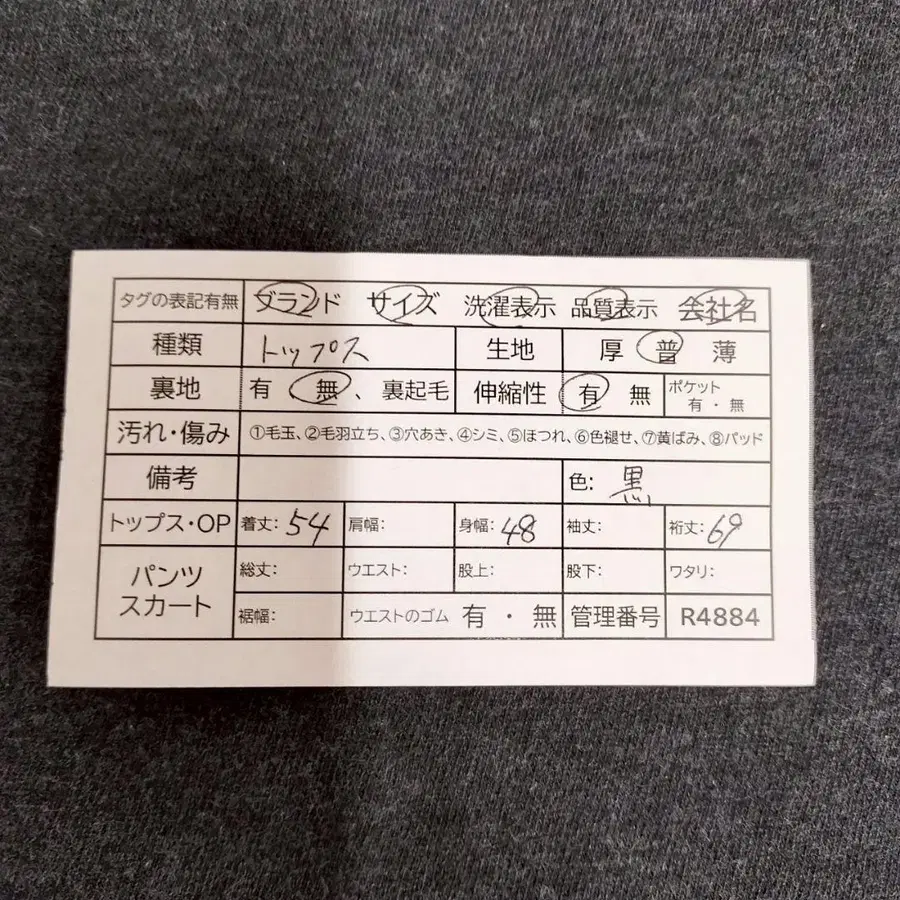 タグの表記有無 ブランド サイズ 洗濯表示 品質表示 会社名
種類 トップス 生地 厚 普 薄
裏地 有 無 、裏起毛 伸縮性 有 無 ポケット 有・無
汚れ・傷み ①毛玉、②毛羽立ち、③穴あき、④シミ、⑤ほつれ、⑥色褪せ、⑦黄ばみ、⑧パッド
備考 色: 黒
トップス・OP 着丈: 54 肩幅: 身幅: 48 袖丈: 裄丈: 69
パンツ スカート 総丈: ウエスト: 股上: 股下: ワタリ:
裾幅: ウエストのゴム 有・無 管理番号 R4884